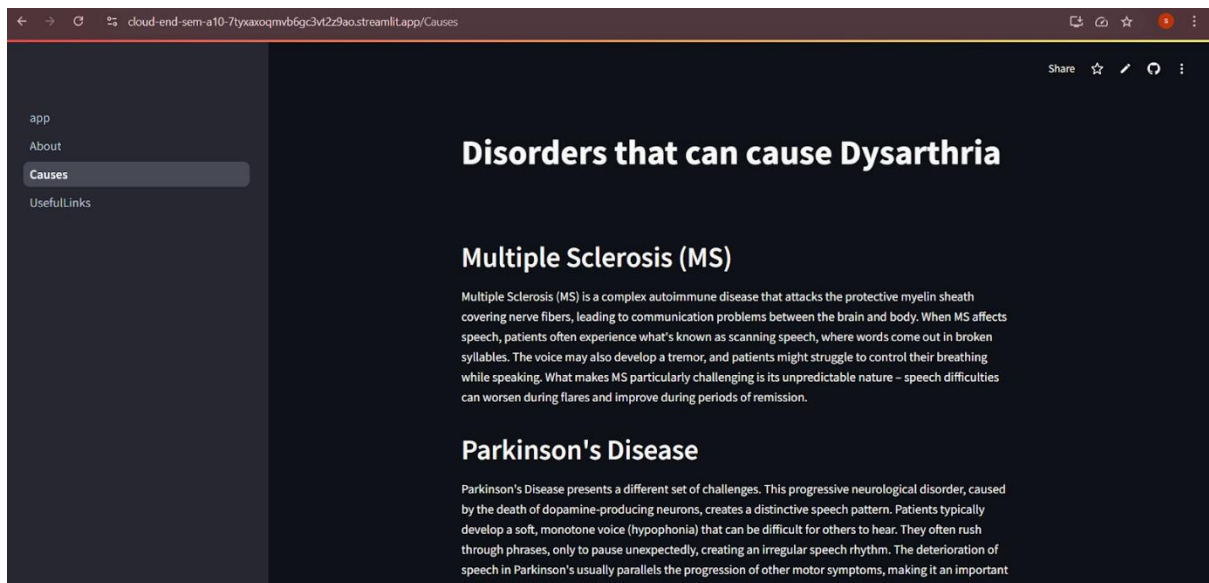 cloud-end-sem-a10-7tyxaxoqmvb6gc3vt2z9ao.streamlit.app/Causes
s
Share
app
About
Causes
UsefulLinks
Disorders that can cause Dysarthria
Multiple Sclerosis (MS)
Multiple Sclerosis (MS) is a complex autoimmune disease that attacks the protective myelin sheath
covering nerve fibers, leading to communication problems between the brain and body. When MS affects
speech, patients often experience what's known as scanning speech, where words come out in broken
syllables. The voice may also develop a tremor, and patients might struggle to control their breathing
while speaking. What makes MS particularly challenging is its unpredictable nature – speech difficulties
can worsen during flares and improve during periods of remission.
Parkinson's Disease
Parkinson's Disease presents a different set of challenges. This progressive neurological disorder, caused
by the death of dopamine-producing neurons, creates a distinctive speech pattern. Patients typically
develop a soft, monotone voice (hypophonia) that can be difficult for others to hear. They often rush
through phrases, only to pause unexpectedly, creating an irregular speech rhythm. The deterioration of
speech in Parkinson's usually parallels the progression of other motor symptoms, making it an important